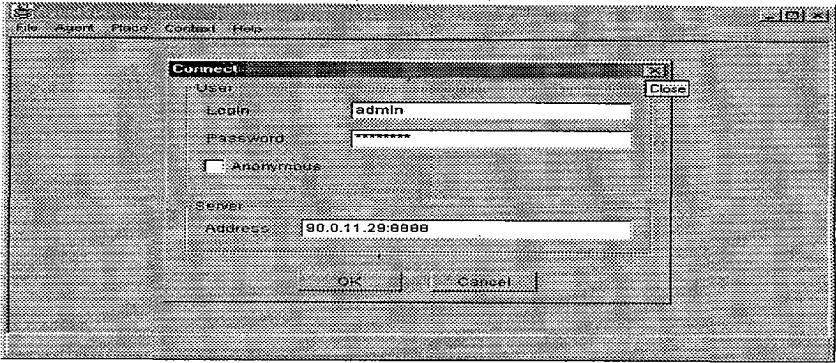 File Agent Place Context Help
Connect
Close
User
Login admin
Password ********
Anonymous
Server
Address 90.0.11.29:8888
OK Cancel